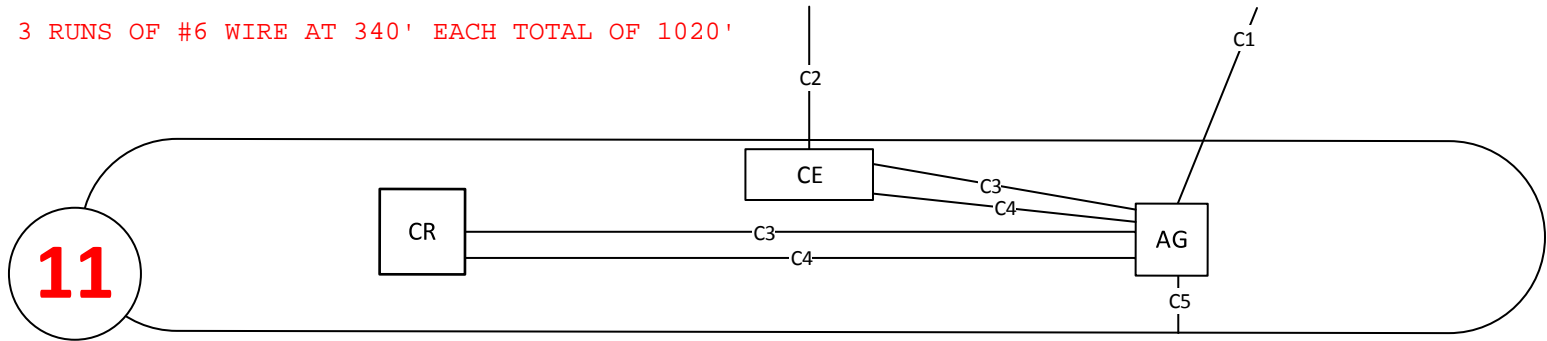 3 RUNS OF #6 WIRE AT 340' EACH TOTAL OF 1020'
C1
C2
CE
C3
C4
CR
C3
AG
C4
11
C5